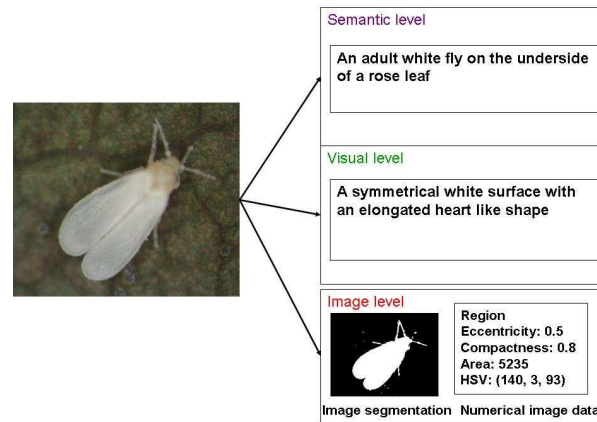 Semantic level
An adult white fly on the underside
of a rose leaf
Visual level
A symmetrical white surface with
an elongated heart like shape
Image level
Region
Eccentricity: 0.5
Compactness: 0.8
Area: 5235
HSV: (140, 3, 93)
Image segmentation
Numerical image data